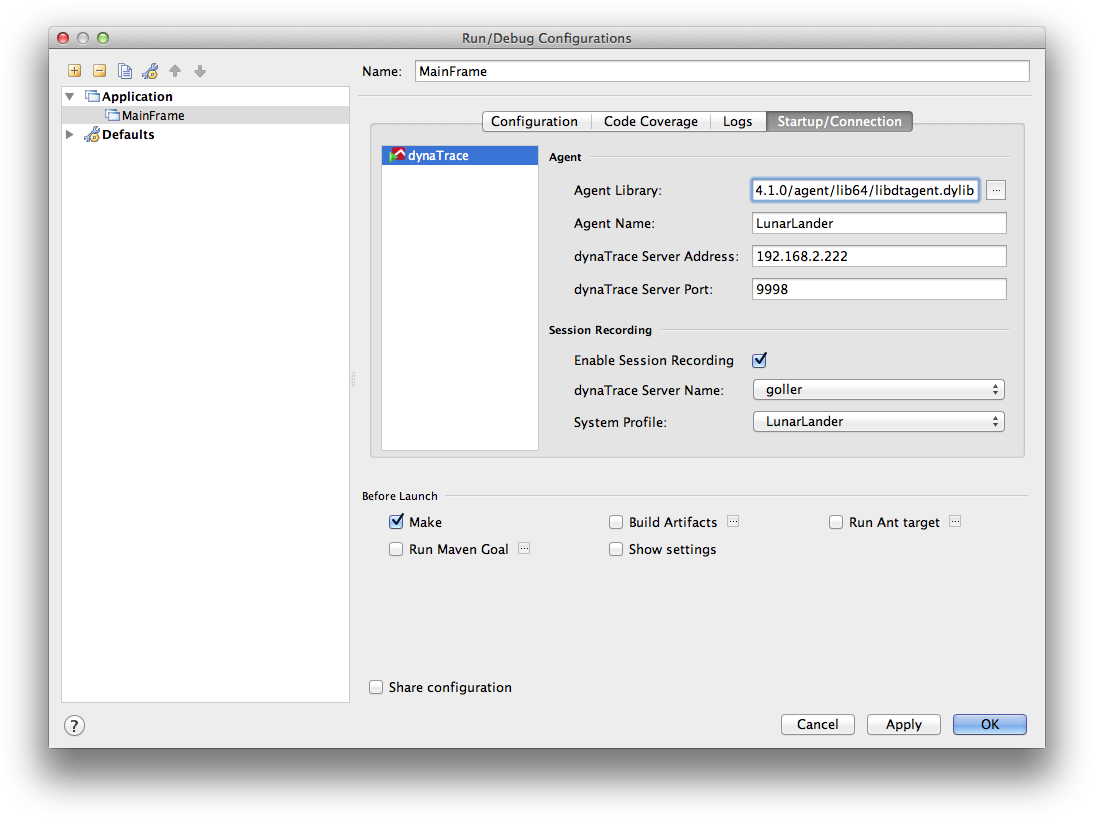 Run/Debug Configurations
Application
MainFrame
Defaults
Name: MainFrame
Configuration Code Coverage Logs Startup/Connection
dynaTrace
Agent
Agent Library: 4.1.0/agent/lib64/libdtagent.dylib ...
Agent Name: LunarLander
dynaTrace Server Address: 192.168.2.222
dynaTrace Server Port: 9998
Session Recording
Enable Session Recording
dynaTrace Server Name: goller
System Profile: LunarLander
Before Launch
Make Build Artifacts ... Run Ant target ...
Run Maven Goal ... Show settings
Share configuration
? Cancel Apply OK